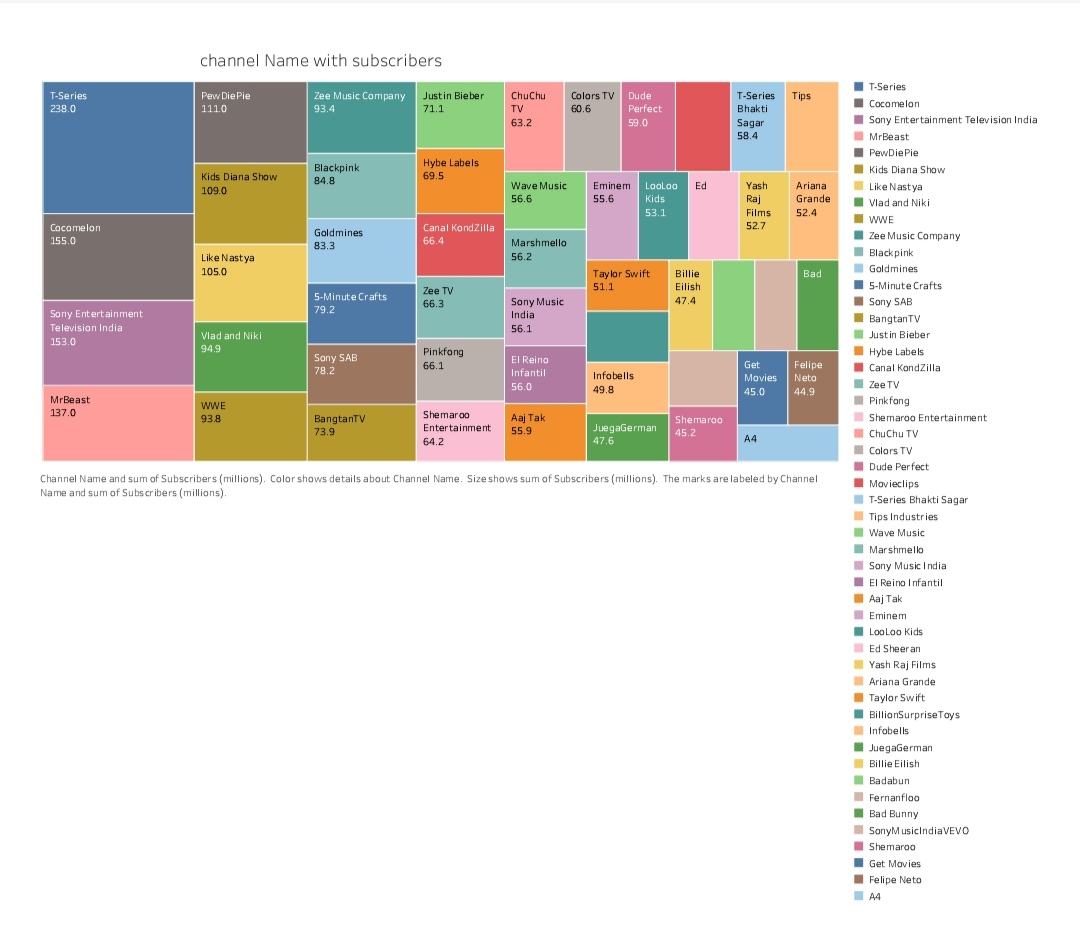 channel Name with subscribers
T-Series
238.0
Cocomelon
155.0
Sony Entertainment
Television India
153.0
MrBeast
137.0
PewDiePie
111.0
Kids Diana Show
109.0
Like Nastya
105.0
Vlad and Niki
94.9
WWE
93.8
Zee Music Company
93.4
Blackpink
84.8
Goldmines
83.3
5-Minute Crafts
79.2
Sony SAB
78.2
BangtanTV
73.9
Justin Bieber
71.1
Hybe Labels
69.5
Canal KondZilla
66.4
Zee TV
66.3
Pinkfong
66.1
Shemaroo
Entertainment
64.2
ChuChu
TV
63.2
Colors TV
60.6
Dude
Perfect
59.0
T-Series
Bhakti
Sagar
58.4
Tips
Wave Music
56.6
Marshmello
56.2
Sony Music
India
56.1
El Reino
Infantil
56.0
Aaj Tak
55.9
Eminem
55.6
LooLoo
Kids
53.1
Ed
Yash
Raj
Films
52.7
Ariana
Grande
52.4
Taylor Swift
51.1
Infobells
49.8
JuegaGerman
47.6
Billie
Eilish
47.4
Bad
Shemaroo
45.2
Get
Movies
45.0
Felipe
Neto
44.9
A4
Channel Name and sum of Subscribers (millions). Color shows details about Channel Name. Size shows sum of Subscribers (millions). The marks are labeled by Channel
Name and sum of Subscribers (millions).
T-Series
Cocomelon
Sony Entertainment Television India
MrBeast
PewDiePie
Kids Diana Show
Like Nastya
Vlad and Niki
WWE
Zee Music Company
Blackpink
Goldmines
5-Minute Crafts
Sony SAB
BangtanTV
Justin Bieber
Hybe Labels
Canal KondZilla
Zee TV
Pinkfong
Shemaroo Entertainment
ChuChu TV
Colors TV
Dude Perfect
Movieclips
T-Series Bhakti Sagar
Tips Industries
Wave Music
Marshmello
Sony Music India
El Reino Infantil
Aaj Tak
Eminem
LooLoo Kids
Ed Sheeran
Yash Raj Films
Ariana Grande
Taylor Swift
BillionSurpriseToys
Infobells
JuegaGerman
Billie Eilish
Badabun
Fernanfloo
Bad Bunny
SonyMusicIndiaVEVO
Shemaroo
Get Movies
Felipe Neto
A4